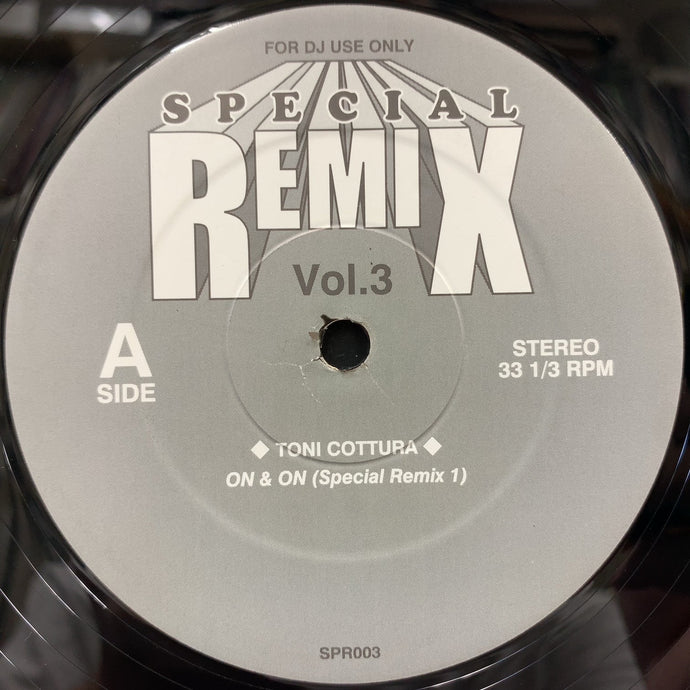 FOR DJ USE ONLY
SPECIAL
REMIX
Vol.3
A
SIDE
STEREO
33 1/3 RPM
◆ TONI COTTURA ◆
ON & ON (Special Remix 1)
SPR003